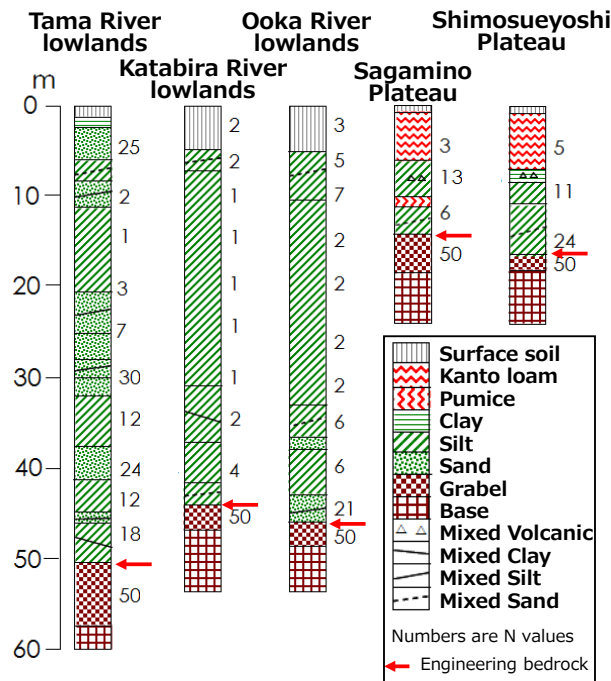 Tama River
lowlands
Katabira River
lowlands
Ooka River
lowlands
Sagamino
Plateau
Shimosueyoshi
Plateau
m
0
10
20
30
40
50
60
25
2
1
3
7
30
12
24
12
18
50
2
2
1
1
1
1
1
2
4
50
3
5
7
2
2
2
2
6
6
21
50
3
13
6
50
5
11
24
50
Surface soil
Kanto loam
Pumice
Clay
Silt
Sand
Grabel
Base
Mixed Volcanic
Mixed Clay
Mixed Silt
Mixed Sand
Numbers are N values
Engineering bedrock